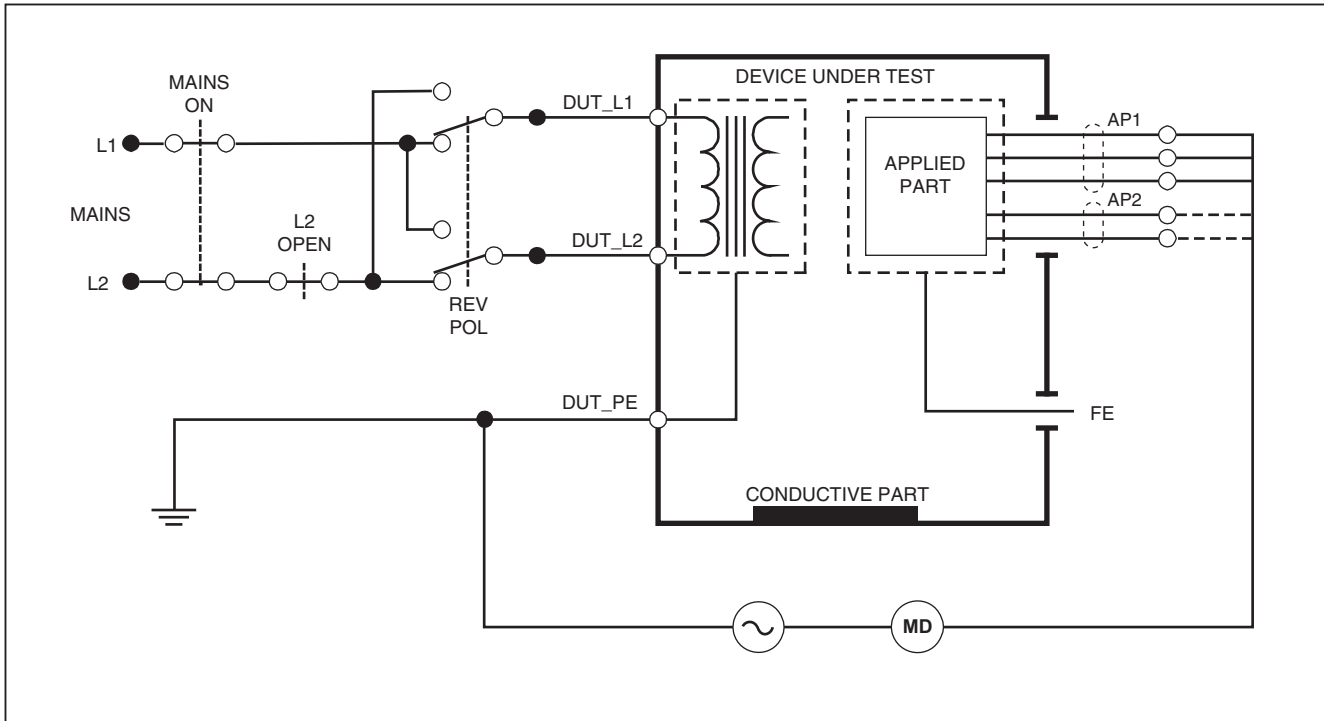 MAINS
ON
L1
MAINS
L2
OPEN
L2
REV
POL
DUT_L1
DUT_L2
DUT_PE
DEVICE UNDER TEST
APPLIED
PART
AP1
AP2
FE
CONDUCTIVE PART
MD